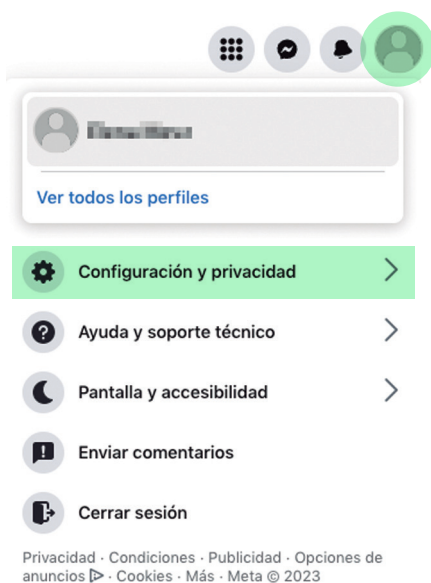 Ver todos los perfiles
Configuración y privacidad
Ayuda y soporte técnico
Pantalla y accesibilidad
Enviar comentarios
Cerrar sesión
Privacidad · Condiciones · Publicidad · Opciones de
anuncios · Cookies · Más · Meta © 2023